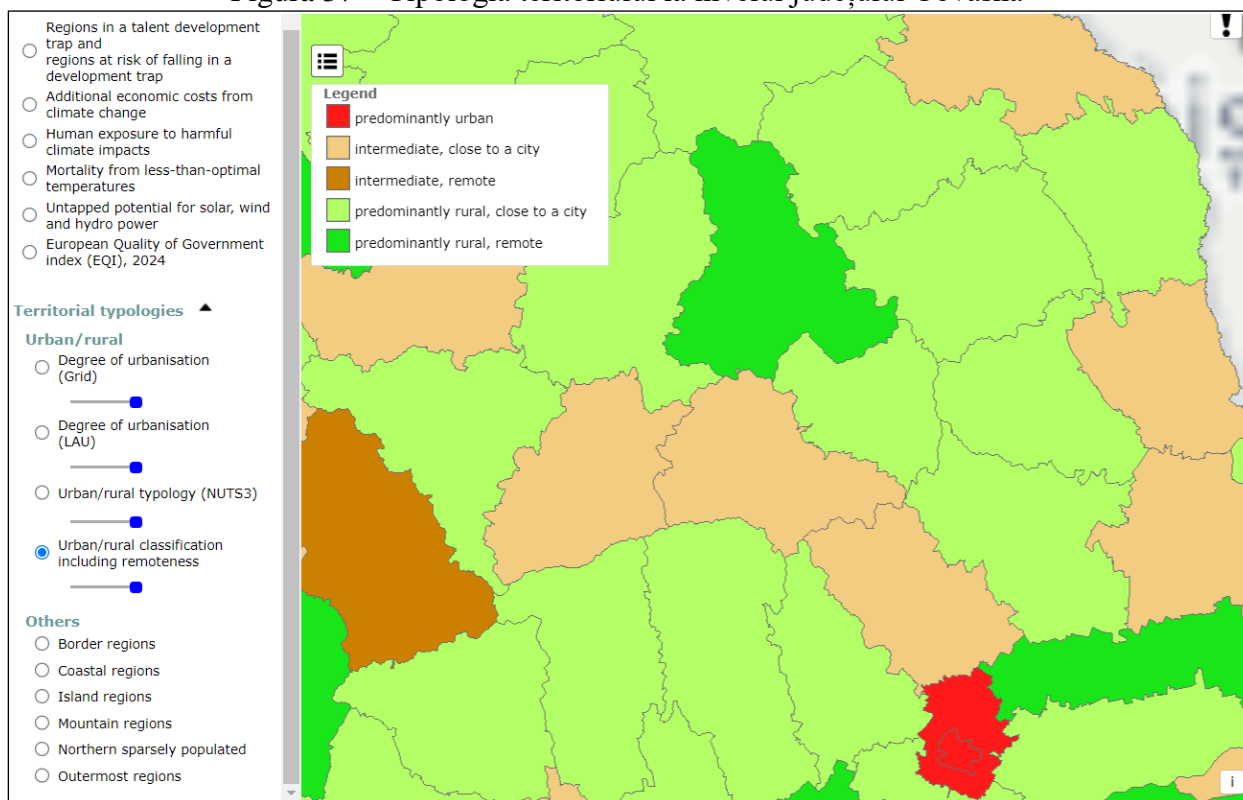 Regions in a talent development
trap and
regions at risk of falling in a
development trap
Additional economic costs from
climate change
Human exposure to harmful
climate impacts
Mortality from less-than-optimal
temperatures
Untapped potential for solar, wind
and hydro power
European Quality of Government
index (EQI), 2024
Territorial typologies
Urban/rural
Degree of urbanisation
(Grid)
Degree of urbanisation
(LAU)
Urban/rural typology (NUTS3)
Urban/rural classification
including remoteness
Others
Border regions
Coastal regions
Island regions
Mountain regions
Northern sparsely populated
Outermost regions
Legend
predominantly urban
intermediate, close to a city
intermediate, remote
predominantly rural, close to a city
predominantly rural, remote
!
i